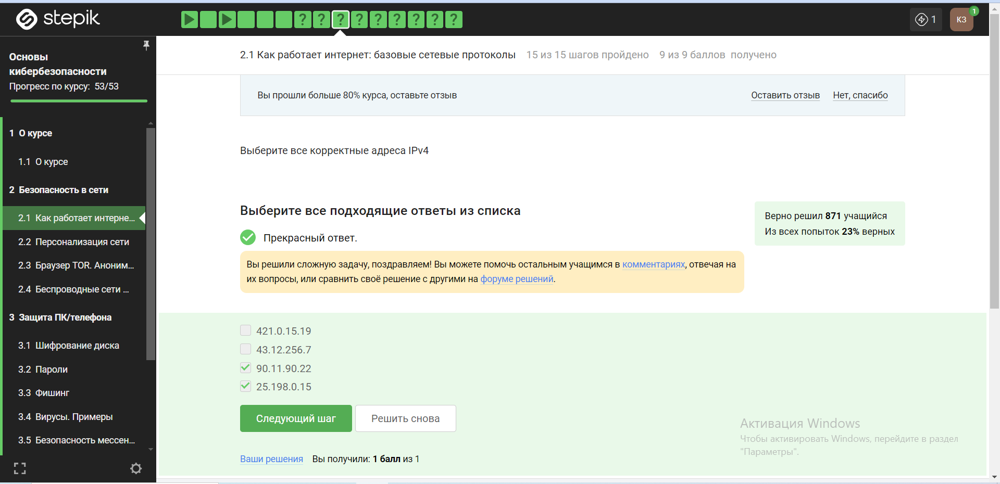 stepik
? ? ? ? ? ? ? ? ?
1
КЗ
1
Основы
кибербезопасности
Прогресс по курсу: 53/53
1 О курсе
1.1 О курсе
2 Безопасность в сети
2.1 Как работает интерне...
2.2 Персонализация сети
2.3 Браузер TOR. Аноним...
2.4 Беспроводные сети ...
3 Защита ПК/телефона
3.1 Шифрование диска
3.2 Пароли
3.3 Фишинг
3.4 Вирусы. Примеры
3.5 Безопасность мессен...
2.1 Как работает интернет: базовые сетевые протоколы 15 из 15 шагов пройдено 9 из 9 баллов получено
Вы прошли больше 80% курса, оставьте отзыв Оставить отзыв Нет, спасибо
Выберите все корректные адреса IPv4
Выберите все подходящие ответы из списка
Прекрасный ответ.
Вы решили сложную задачу, поздравляем! Вы можете помочь остальным учащимся в комментариях, отвечая на
их вопросы, или сравнить своё решение с другими на форуме решений.
Верно решил 871 учащийся
Из всех попыток 23% верных
421.0.15.19
43.12.256.7
90.11.90.22
25.198.0.15
Следующий шаг Решить снова
Ваши решения Вы получили: 1 балл из 1
Активация Windows
Чтобы активировать Windows, перейдите в раздел
"Параметры".